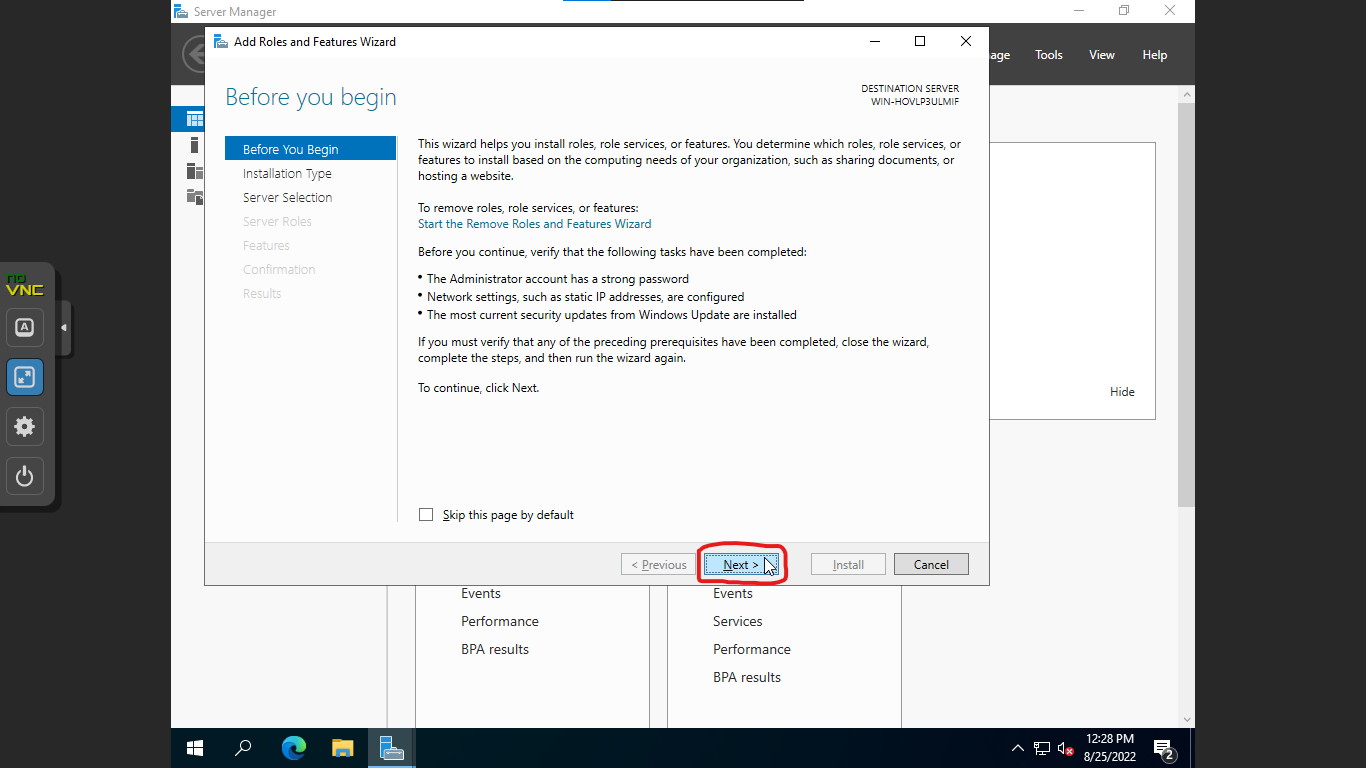 Server Manager
Add Roles and Features Wizard
age Tools View Help
Before you begin
DESTINATION SERVER
WIN-HOVLP3ULMIF
Before You Begin
Installation Type
Server Selection
Server Roles
Features
Confirmation
Results
This wizard helps you install roles, role services, or features. You determine which roles, role services, or
features to install based on the computing needs of your organization, such as sharing documents, or
hosting a website.
To remove roles, role services, or features:
Start the Remove Roles and Features Wizard
Before you continue, verify that the following tasks have been completed:
• The Administrator account has a strong password
• Network settings, such as static IP addresses, are configured
• The most current security updates from Windows Update are installed
If you must verify that any of the preceding prerequisites have been completed, close the wizard,
complete the steps, and then run the wizard again.
To continue, click Next.
Skip this page by default
< Previous Next > Install Cancel
Hide
no
VNC
A
Events
Performance
BPA results
Events
Services
Performance
BPA results
12:28 PM
8/25/2022
2